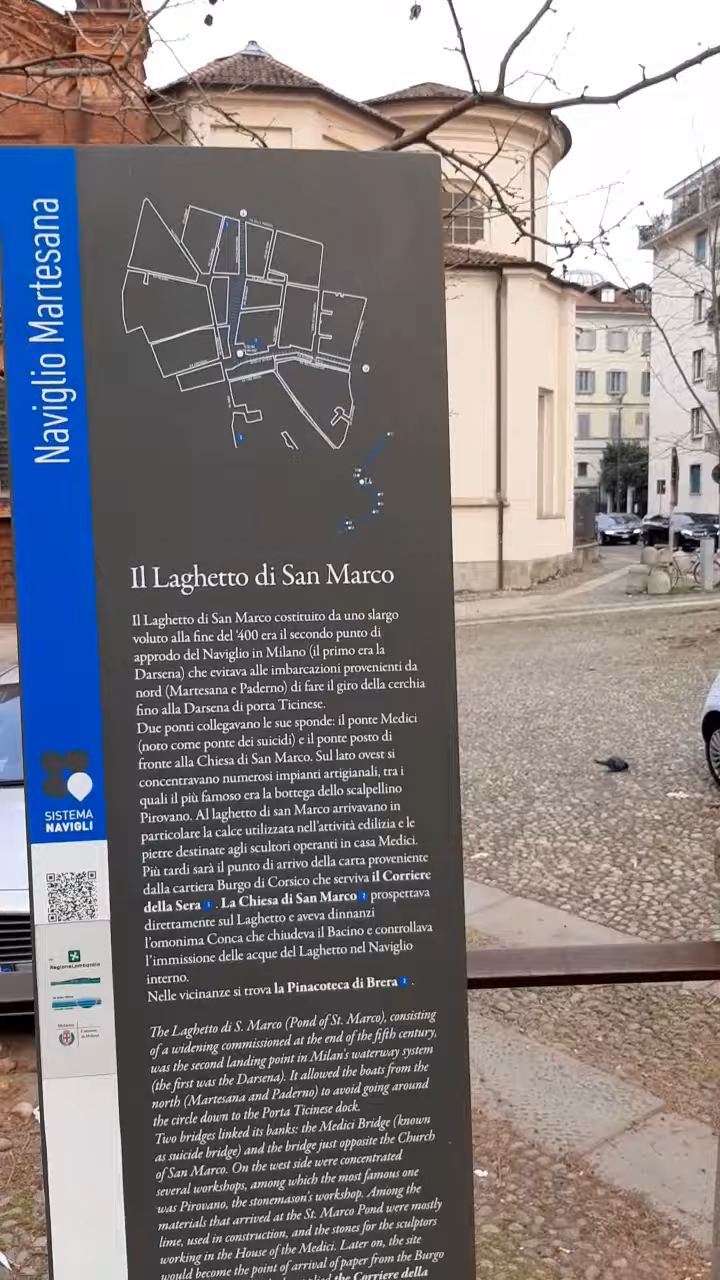 Naviglio Martesana
Il Laghetto di San Marco
Il Laghetto di San Marco costituito da uno slargo
voluto alla fine del '400 era il secondo punto di
approdo del Naviglio in Milano (il primo era la
Darsena) che evitava alle imbarcazioni provenienti da
nord (Martesana e Paderno) di fare il giro della cerchia
fino alla Darsena di porta Ticinese.
Due ponti collegavano le sue sponde: il ponte Medici
(noto come ponte dei suicidi) e il ponte posto di
fronte alla Chiesa di San Marco. Sul lato ovest si
concentravano numerosi impianti artigianali, tra i
quali il più famoso era la bottega dello scalpellino
Pirovano. Al laghetto di san Marco arrivavano in
particolare la calce utilizzata nell'attività edilizia e le
pietre destinate agli scultori operanti in casa Medici.
Più tardi sarà il punto di arrivo della carta proveniente
dalla cartiera Burgo di Corsico che serviva il Corriere
della Sera. La Chiesa di San Marco prospettava
direttamente sul Laghetto e aveva dinnanzi
l'omonima Conca che chiudeva il Bacino e controllava
l'immissione delle acque del Laghetto nel Naviglio
interno.
Nelle vicinanze si trova la Pinacoteca di Brera.
The Laghetto di S. Marco (Pond of St. Marco), consisting
of a widening commissioned at the end of the fifth century,
was the second landing point in Milan's waterway system
(the first was the Darsena). It allowed the boats from the
north (Martesana and Paderno) to avoid going around
the circle down to the Porta Ticinese dock.
Two bridges linked its banks: the Medici Bridge (known
as suicide bridge) and the bridge just opposite the Church
of San Marco. On the west side were concentrated
several workshops, among which the most famous one
was Pirovano, the stonemason's workshop. Among the
materials that arrived at the St. Marco Pond were mostly
lime, used in construction, and the stones for the sculptors
working in the House of the Medici. Later on, the site
would become the point of arrival of paper from the Burgo
the Corriere della
SISTEMA
NAVIGLI
RegioneLombardia